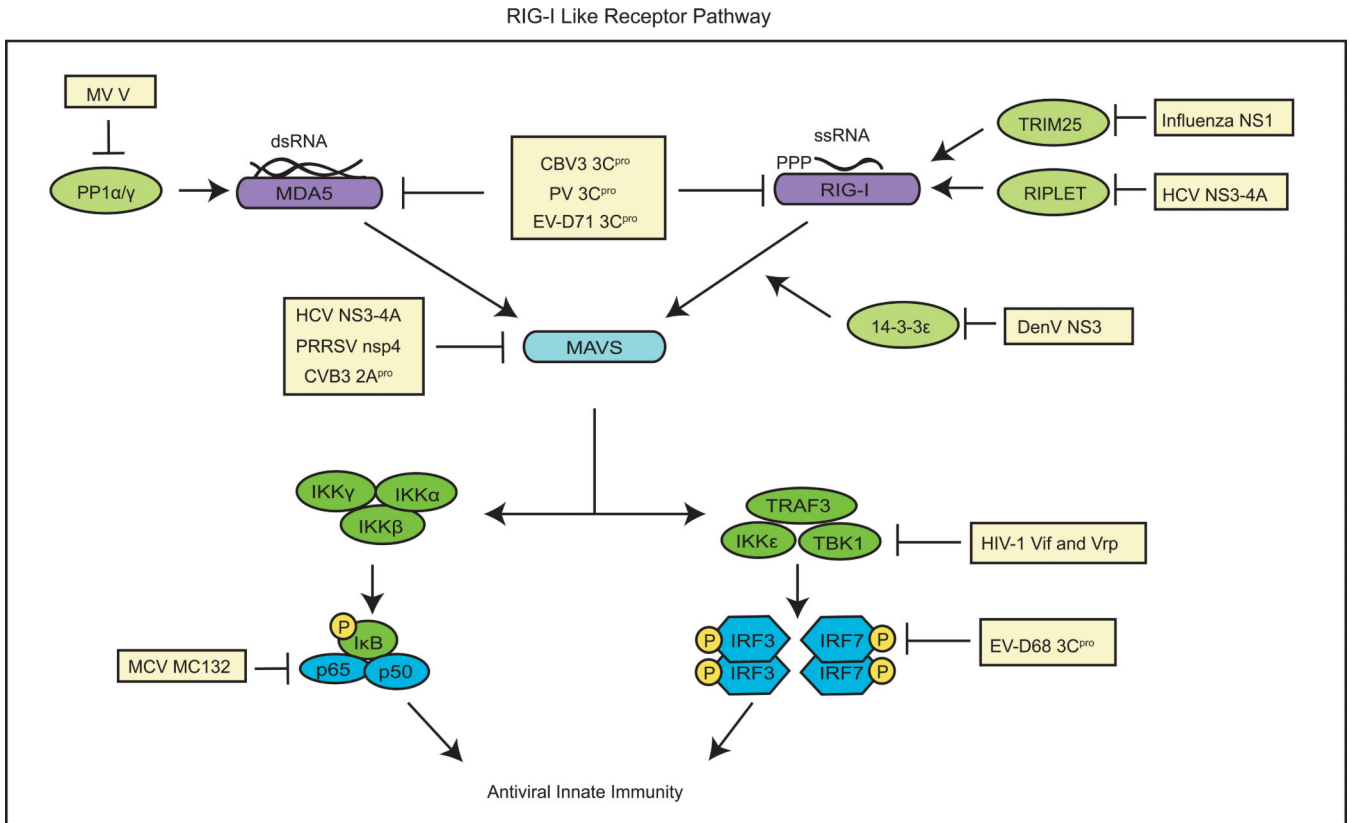 RIG-I Like Receptor Pathway
MV V
dsRNA
ssRNA
PPP
TRIM25
Influenza NS1
CBV3 3Cᵖʳᵒ
PV 3Cᵖʳᵒ
EV-D71 3Cᵖʳᵒ
PP1α/γ
MDA5
RIG-I
RIPLET
HCV NS3-4A
HCV NS3-4A
PRRSV nsp4
CVB3 2Aᵖʳᵒ
MAVS
14-3-3ε
DenV NS3
IKKγ
IKKα
IKKβ
TRAF3
IKKε
TBK1
HIV-1 Vif and Vrp
P
IκB
p65
p50
MCV MC132
P
IRF3
IRF7
P
P
IRF3
IRF7
P
EV-D68 3Cᵖʳᵒ
Antiviral Innate Immunity